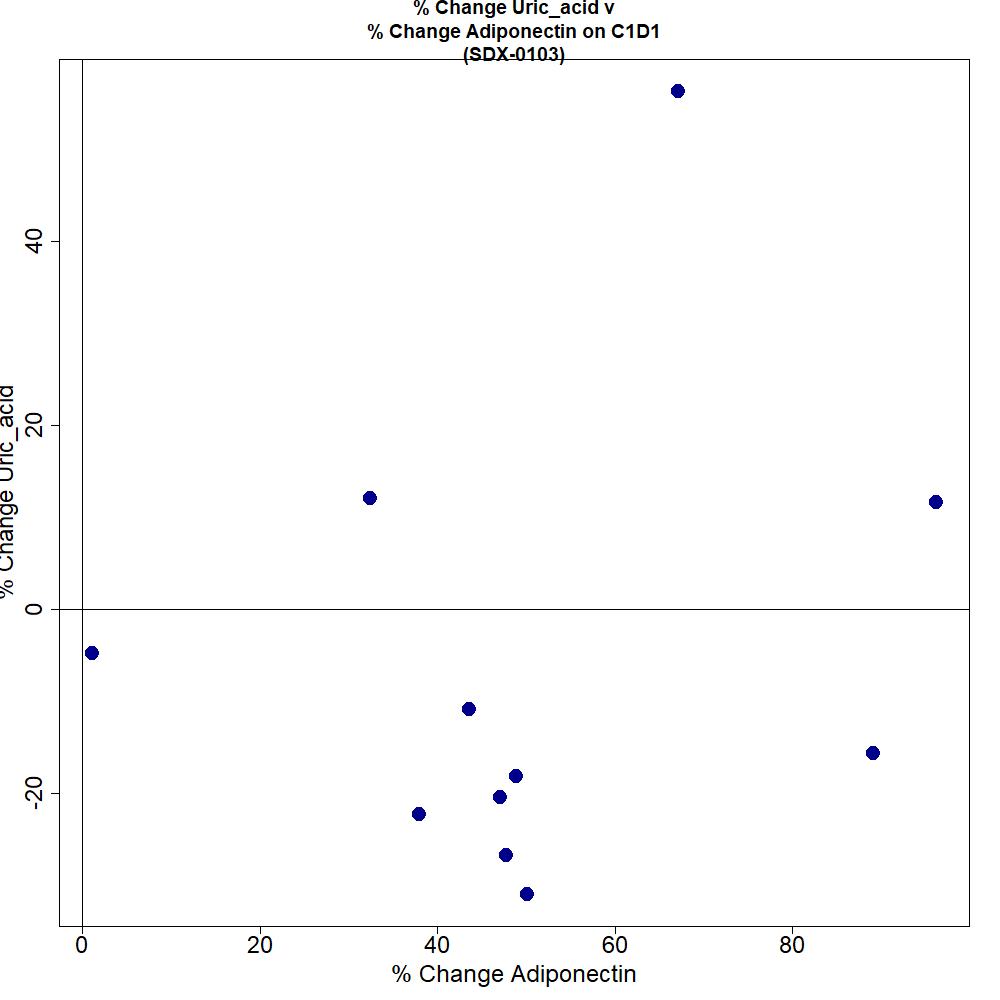 % Change Uric_acid v
% Change Adiponectin on C1D1
(SDX-0103)
% Change Uric_acid
40
20
0
-20
0 20 40 60 80
% Change Adiponectin